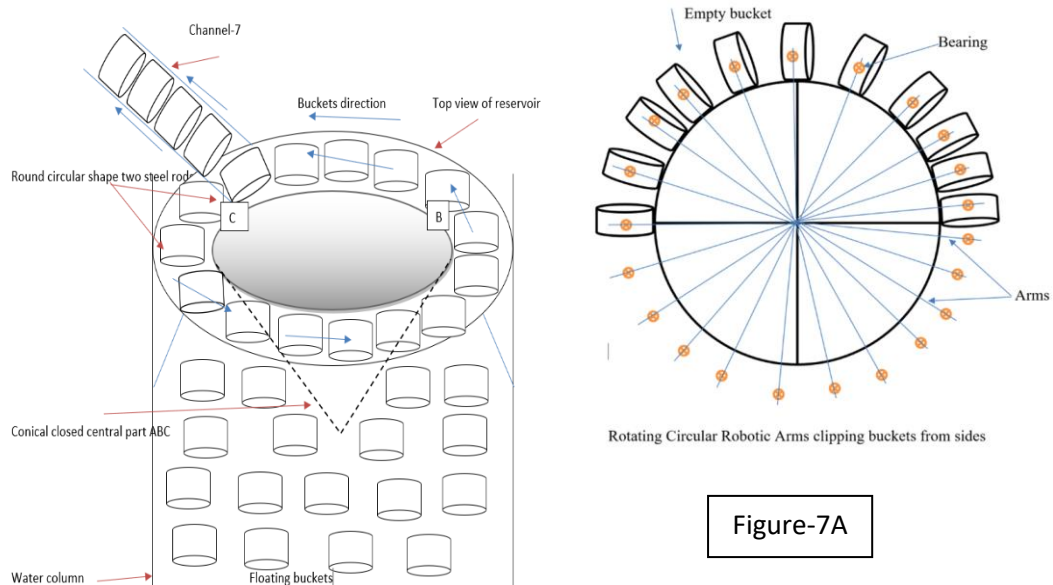 Channel-7
Buckets direction
Top view of reservoir
Round circular shape two steel rods
C
B
Conical closed central part ABC
Water column
Floating buckets
Empty bucket
Bearing
Arms
Rotating Circular Robotic Arms clipping buckets from sides
Figure-7A